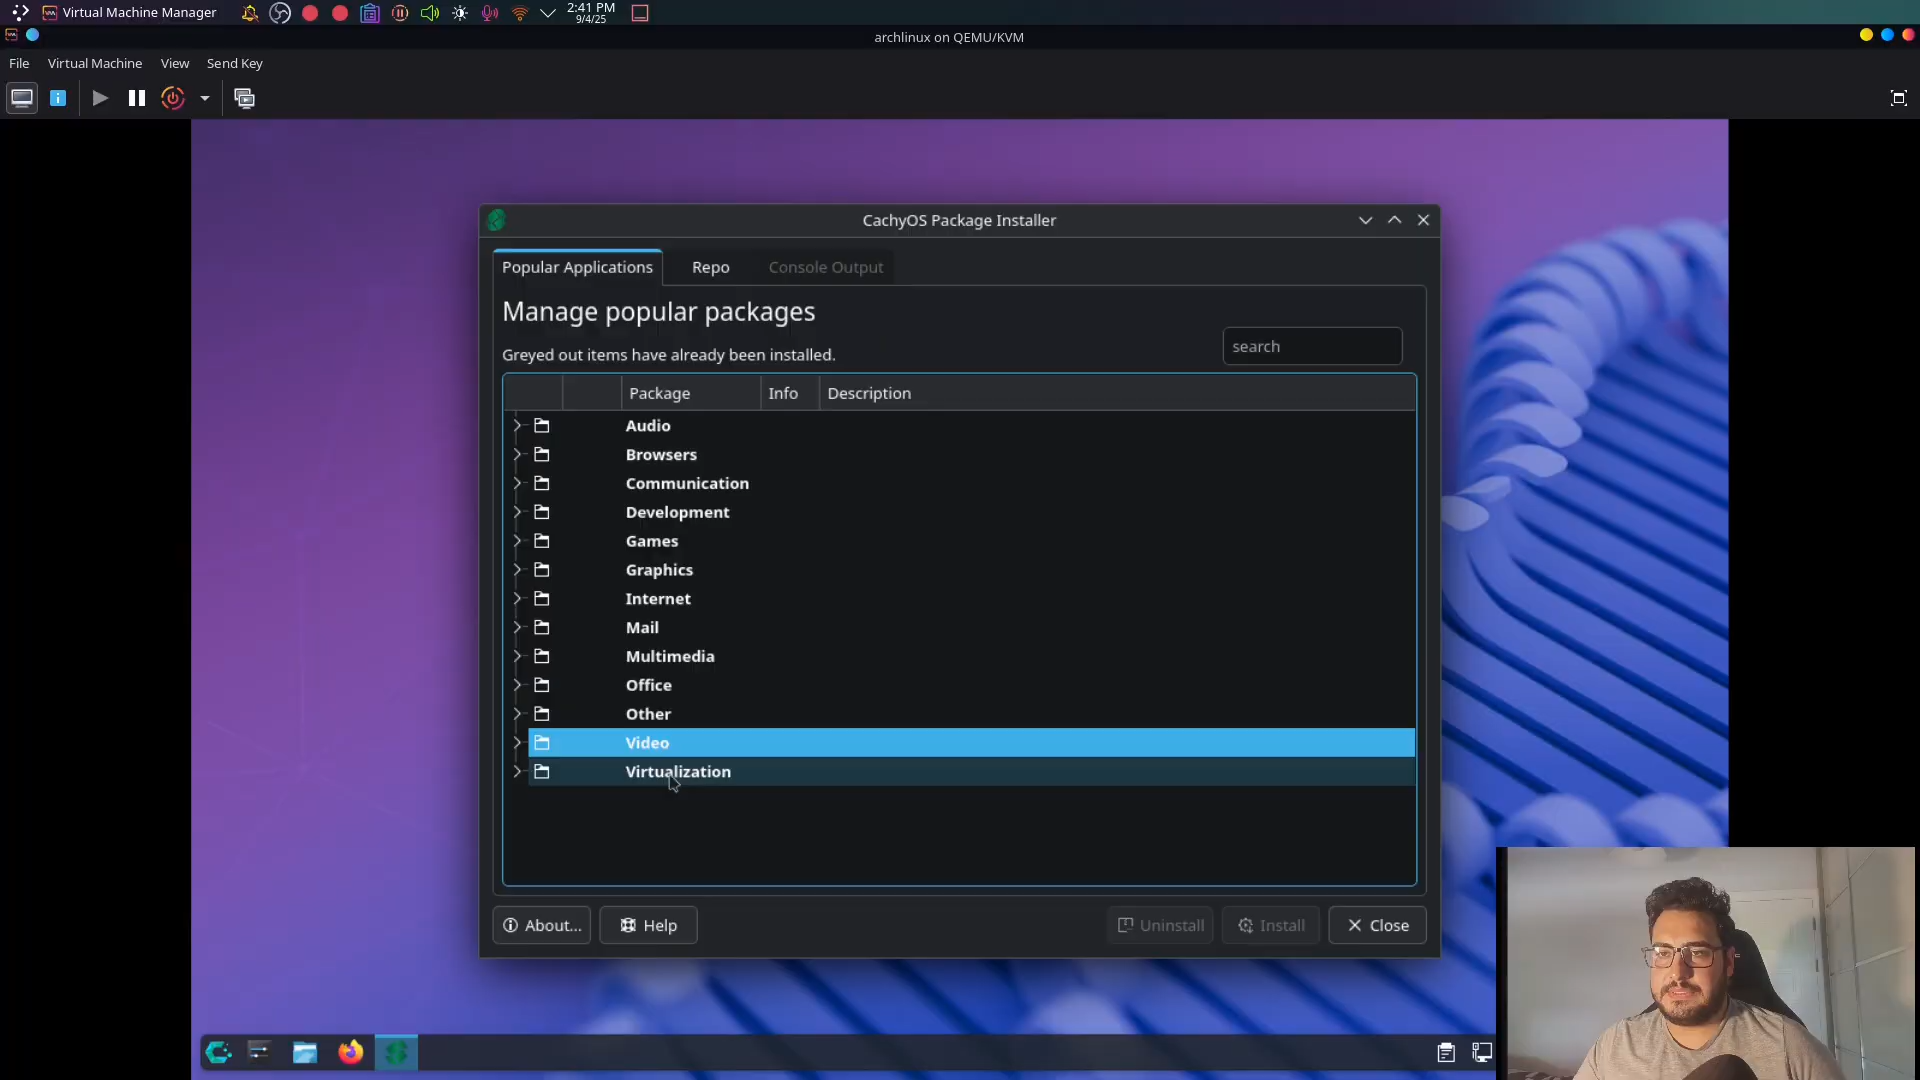 Virtual Machine Manager
2:41 PM
9/4/25
archlinux on QEMU/KVM
File Virtual Machine View Send Key
CachyOS Package Installer
Popular Applications Repo Console Output
Manage popular packages
Greyed out items have already been installed.
search
Package Info Description
Audio
Browsers
Communication
Development
Games
Graphics
Internet
Mail
Multimedia
Office
Other
Video
Virtualization
About... Help Uninstall Install Close